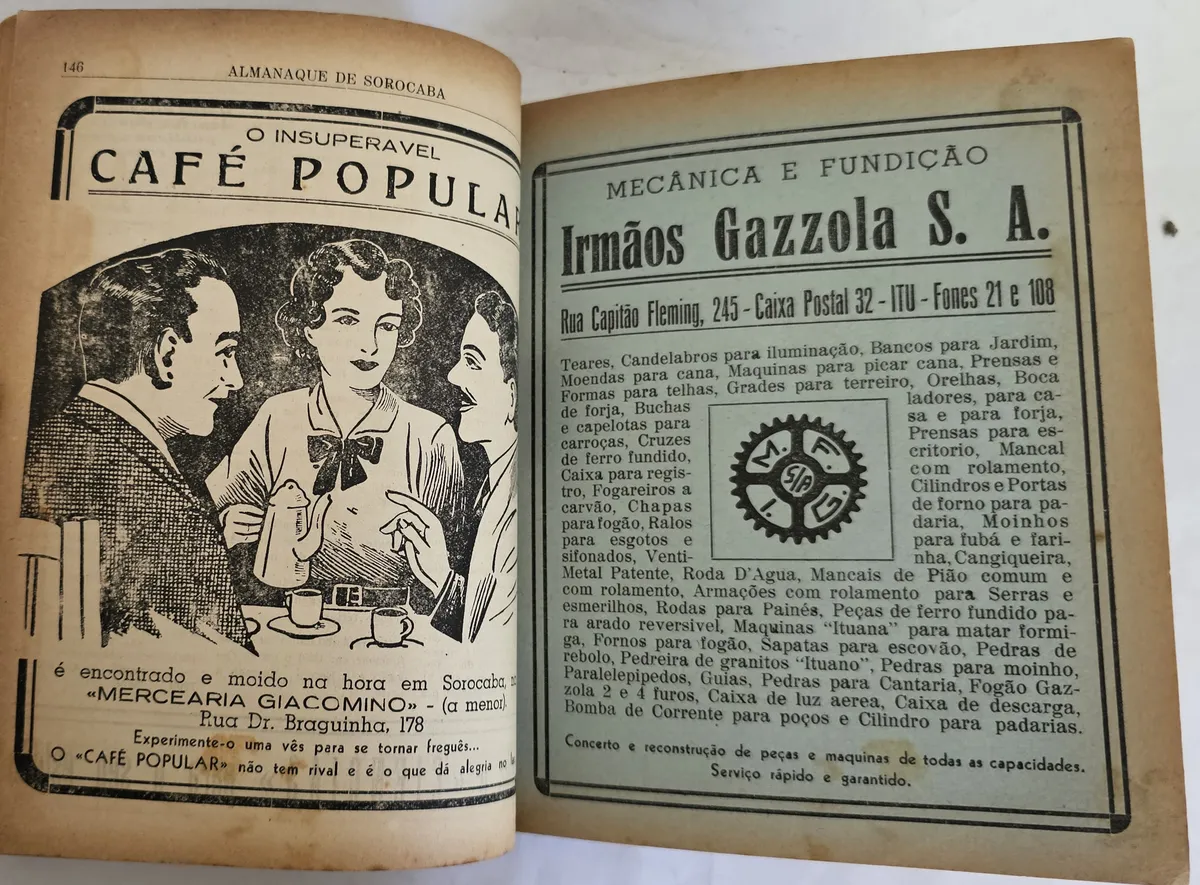 146
ALMANAQUE DE SOROCABA
O INSUPERAVEL
CAFÉ POPULAR
é encontrado e moido na hora em Sorocaba,
«MERCEARIA GIACOMINO» - (a menor).
Rua Dr. Braguinha, 178
Experimente-o uma vês para se tornar freguês...
O «CAFÉ POPULAR» não tem rival e é o que dá alegria no
MECÂNICA E FUNDIÇÃO
Irmãos Gazzola S. A.
Rua Capitão Fleming, 245 - Caixa Postal 32 - ITU - Fones 21 e 108
Teares, Candelabros para iluminação, Bancos para Jardim,
Moendas para cana, Maquinas para picar cana, Prensas e
Formas para telhas, Grades para terreiro, Orelhas, Boca
de forja, Buchas
e capelotas para
carroças, Cruzes
de ferro fundido,
Caixa para regis-
tro, Fogareiros a
carvão, Chapas
para fogão, Ralos
para esgotos e
sifonados, Venti-
M. F.
S/A
I. G.
ladores, para ca-
sa e para forja,
Prensas para es-
critorio, Mancal
com rolamento,
Cilindros e Portas
de forno para pa-
daria, Moinhos
para fubá e fari-
nha, Cangiqueira,
Metal Patente, Roda D'Agua, Mancais de Pião comum e
com rolamento, Armações com rolamento para Serras e
esmerilhos, Rodas para Painés, Peças de ferro fundido pa-
ra arado reversivel, Maquinas "Ituana" para matar formi-
ga, Fornos para fogão, Sapatas para escovão, Pedras de
rebolo, Pedreira de granitos "Ituano", Pedras para moinho,
Paralelepipedos, Guias, Pedras para Cantaria, Fogão Gaz-
zola 2 e 4 furos, Caixa de luz aerea, Caixa de descarga,
Bomba de Corrente para poços e Cilindro para padarias.
Concerto e reconstrução de peças e maquinas de todas as capacidades.
Serviço rápido e garantido.